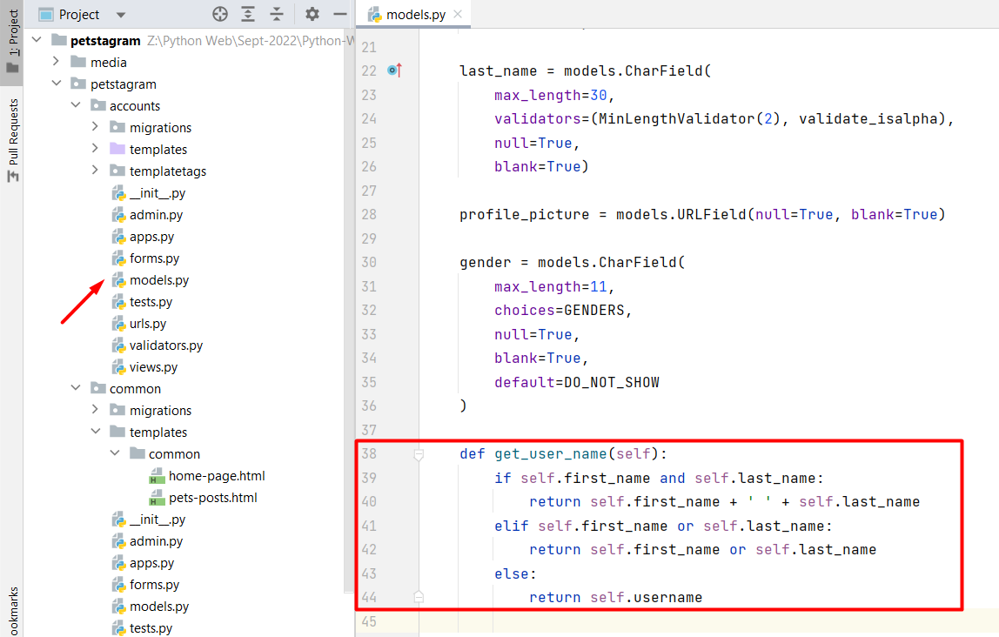 1: Project
Pull Requests
ookmarks
Project
petstagram Z:\Python Web\Sept-2022\Python-W
media
petstagram
accounts
migrations
templates
templatetags
__init__.py
admin.py
apps.py
forms.py
models.py
tests.py
urls.py
validators.py
views.py
common
migrations
templates
common
home-page.html
pets-posts.html
__init__.py
admin.py
apps.py
forms.py
models.py
tests.py
models.py
21
22 last_name = models.CharField(
23 max_length=30,
24 validators=(MinLengthValidator(2), validate_isalpha),
25 null=True,
26 blank=True)
27
28 profile_picture = models.URLField(null=True, blank=True)
29
30 gender = models.CharField(
31 max_length=11,
32 choices=GENDERS,
33 null=True,
34 blank=True,
35 default=DO_NOT_SHOW
36 )
37
38 def get_user_name(self):
39 if self.first_name and self.last_name:
40 return self.first_name + ' ' + self.last_name
41 elif self.first_name or self.last_name:
42 return self.first_name or self.last_name
43 else:
44 return self.username
45